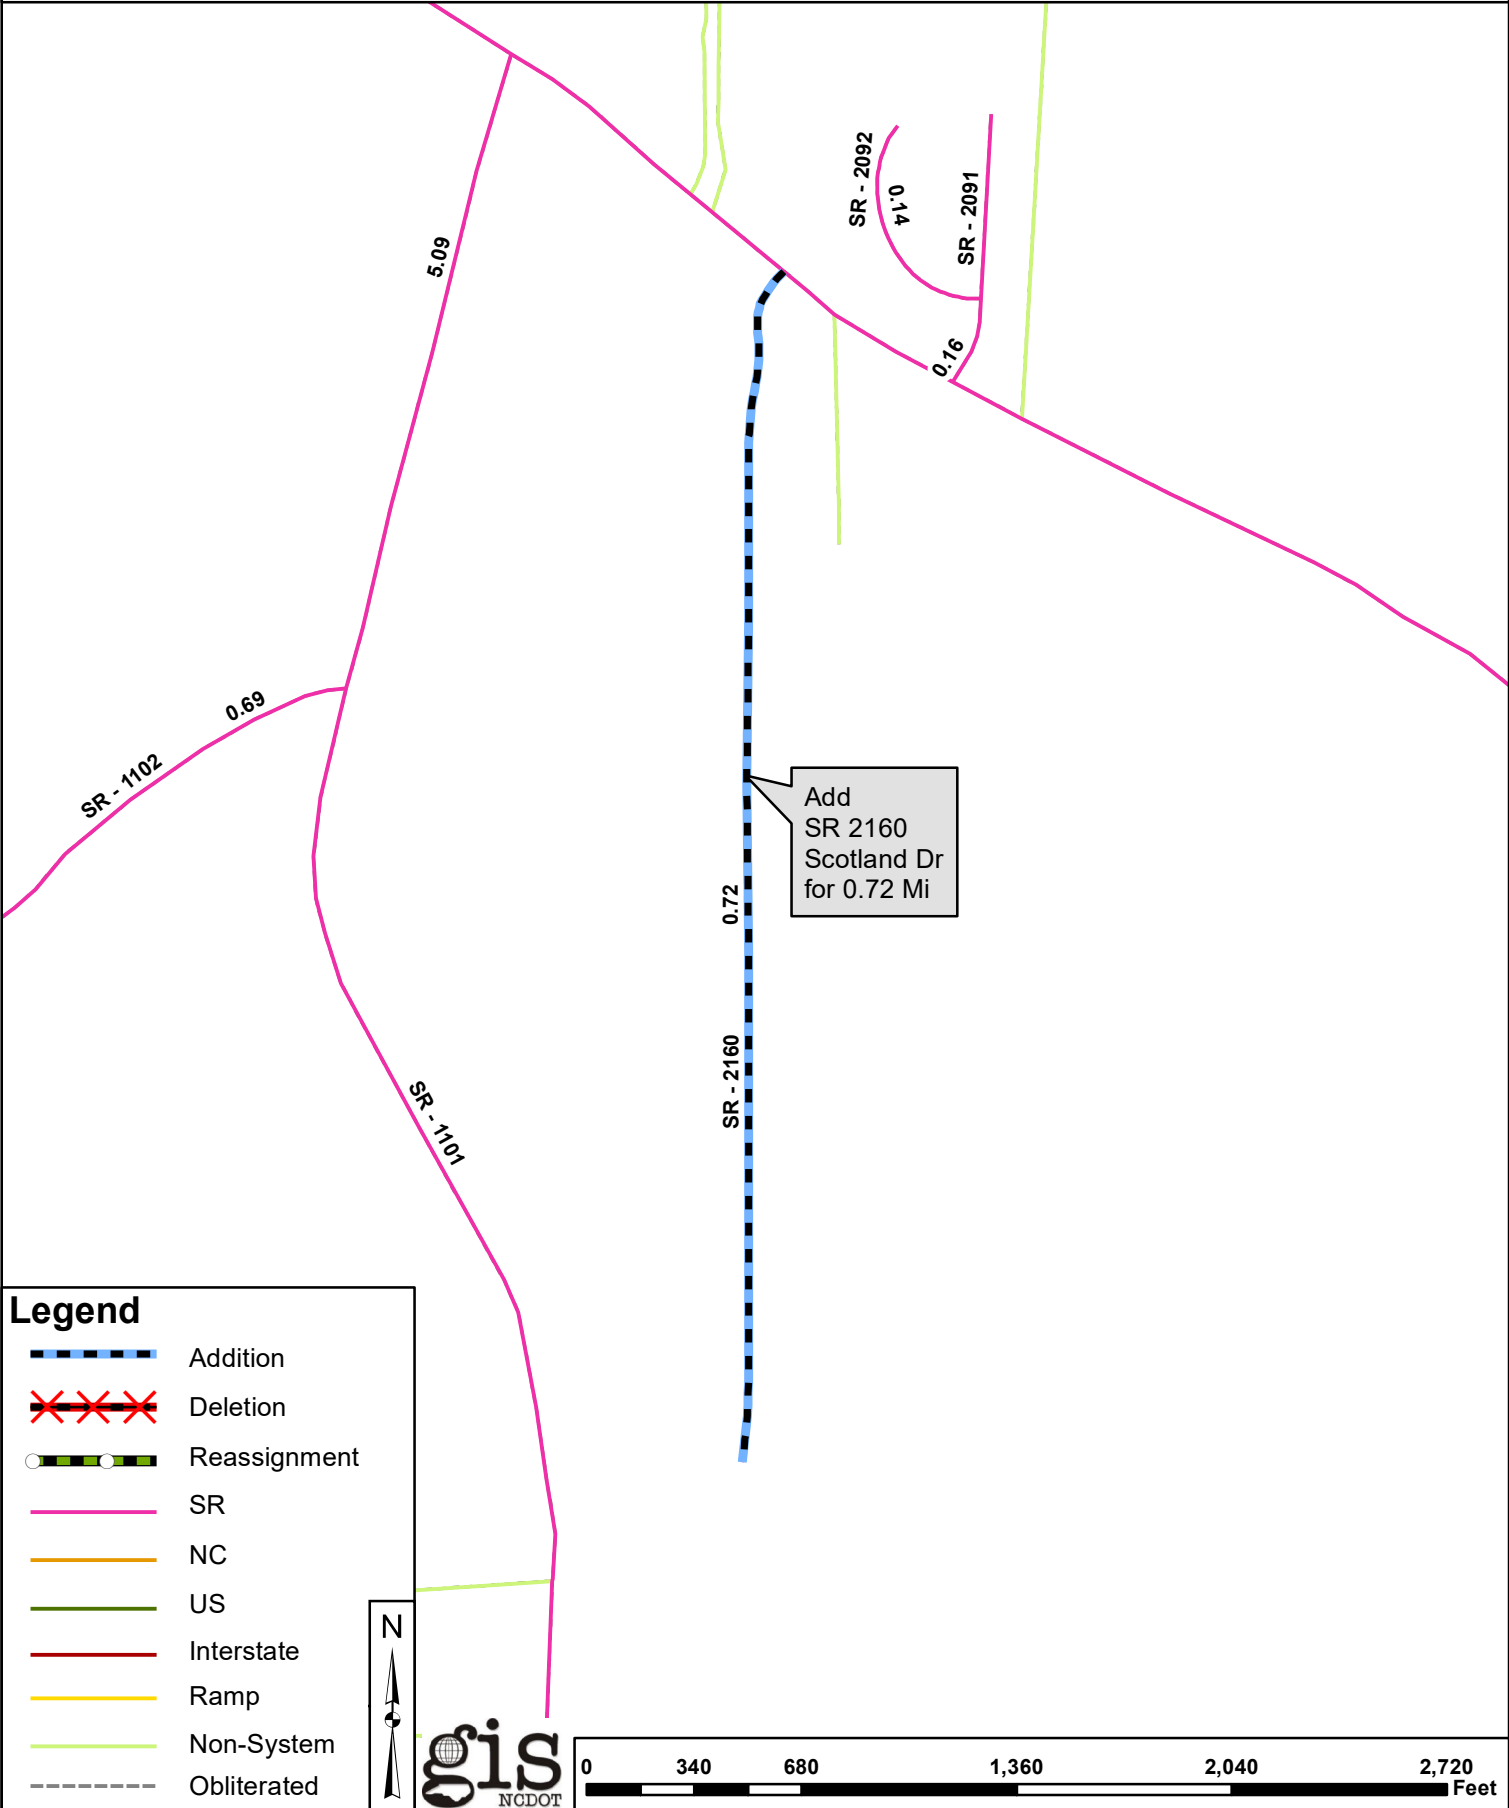 SR - 2092
0.14
SR - 2091
5.09
0.16
0.69
SR - 1102
Add
SR 2160
Scotland Dr
for 0.72 Mi
0.72
SR - 2160
SR - 1101
Legend
Addition
Deletion
Reassignment
SR
NC
US
Interstate
Ramp
Non-System
Obliterated
N
gis
NCDOT
0 340 680 1,360 2,040 2,720
Feet